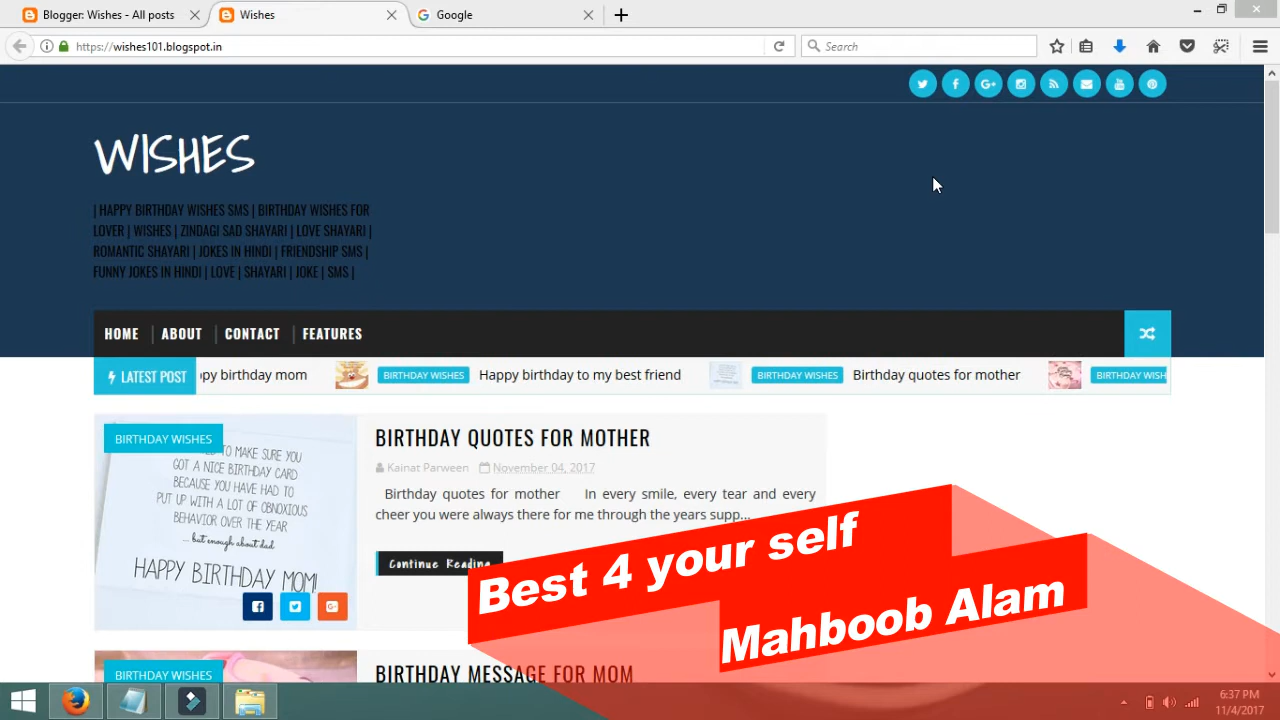 Blogger: Wishes - All posts
Wishes
Google
https://wishes101.blogspot.in
Search
WISHES
| HAPPY BIRTHDAY WISHES SMS | BIRTHDAY WISHES FOR
LOVER | WISHES | ZINDAGI SAD SHAYARI | LOVE SHAYARI |
ROMANTIC SHAYARI | JOKES IN HINDI | FRIENDSHIP SMS |
FUNNY JOKES IN HINDI | LOVE | SHAYARI | JOKE | SMS |
HOME
ABOUT
CONTACT
FEATURES
LATEST POST
py birthday mom
BIRTHDAY WISHES
Happy birthday to my best friend
BIRTHDAY WISHES
Birthday quotes for mother
BIRTHDAY WISH
BIRTHDAY WISHES
TO MAKE SURE YOU
GOT A NICE BIRTHDAY CARD
BECAUSE YOU HAVE HAD TO
PUT UP WITH A LOT OF OBNOXIOUS
BEHAVIOR OVER THE YEAR
... but enough about dad
HAPPY BIRTHDAY MOM!
BIRTHDAY QUOTES FOR MOTHER
Kainat Parween
November 04, 2017
Birthday quotes for mother In every smile, every tear and every
cheer you were always there for me through the years supp...
Continue Reading
Best 4 your self
Mahboob Alam
BIRTHDAY WISHES
BIRTHDAY MESSAGE FOR MOM
6:37 PM
11/4/2017